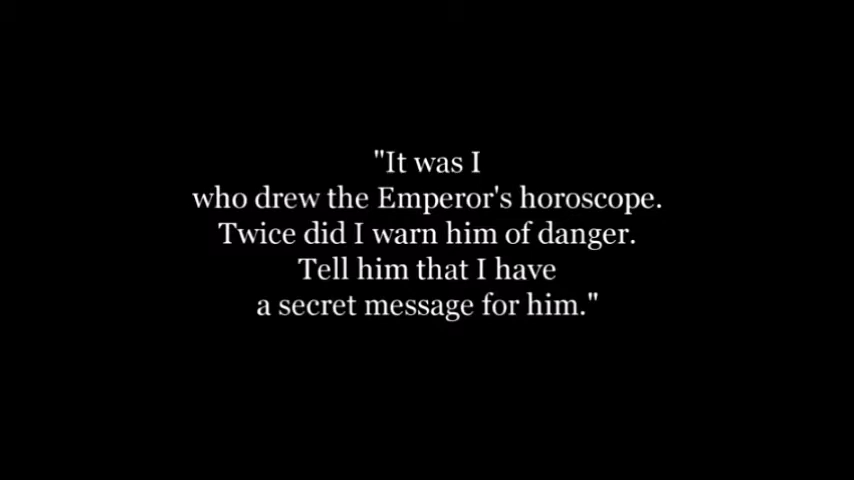 "It was I
who drew the Emperor's horoscope.
Twice did I warn him of danger.
Tell him that I have
a secret message for him."